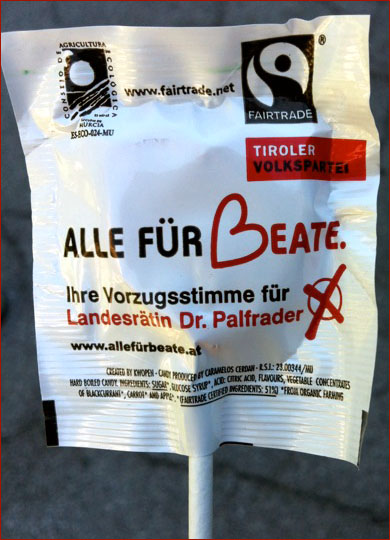 CONSEJO DE AGRICULTURA ECOLOGICA
MURCIA
ES-ECO-024-MU
www.fairtrade.net
®
FAIRTRADE
TIROLER
VOLKSPARTEI
ALLE FÜR BEATE.
Ihre Vorzugsstimme für
Landesrätin Dr. Palfrader
www.allefürbeate.at
CREATED BY KWOPEN - CANDY PRODUCED BY CARAMELOS CERDAN - R.S.I.: 23.00344/MU
HARD BOILED CANDY. INGREDIENTS: SUGAR*, GLUCOSE SYRUP*, ACID: CITRIC ACID, FLAVOURS, VEGETABLE CONCENTRATES
OF BLACKCURRANT*, CARROT* AND APPLE*. (FAIRTRADE CERTIFIED INGREDIENTS: 51%) *FROM ORGANIC FARMING